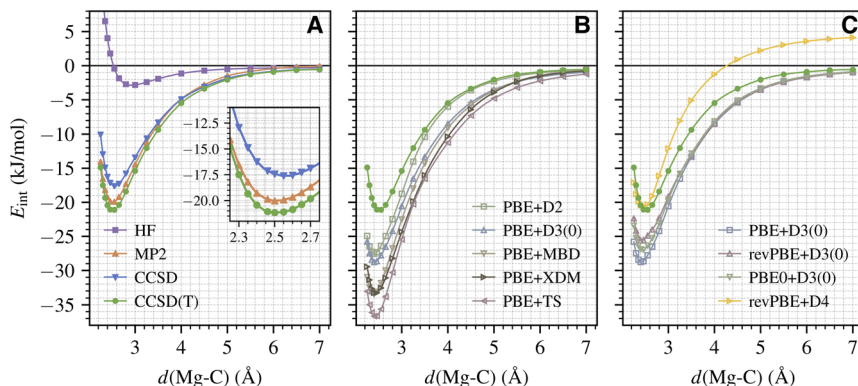 A
B
C
E_int (kJ/mol)
5
0
−5
−10
−15
−20
−25
−30
−35
−12.5
−15.0
−17.5
−20.0
2.3 2.5 2.7
HF
MP2
CCSD
CCSD(T)
3 4 5 6 7
d(Mg-C) (Å)
PBE+D2
PBE+D3(0)
PBE+MBD
PBE+XDM
PBE+TS
3 4 5 6 7
d(Mg-C) (Å)
PBE+D3(0)
revPBE+D3(0)
PBE0+D3(0)
revPBE+D4
3 4 5 6 7
d(Mg-C) (Å)